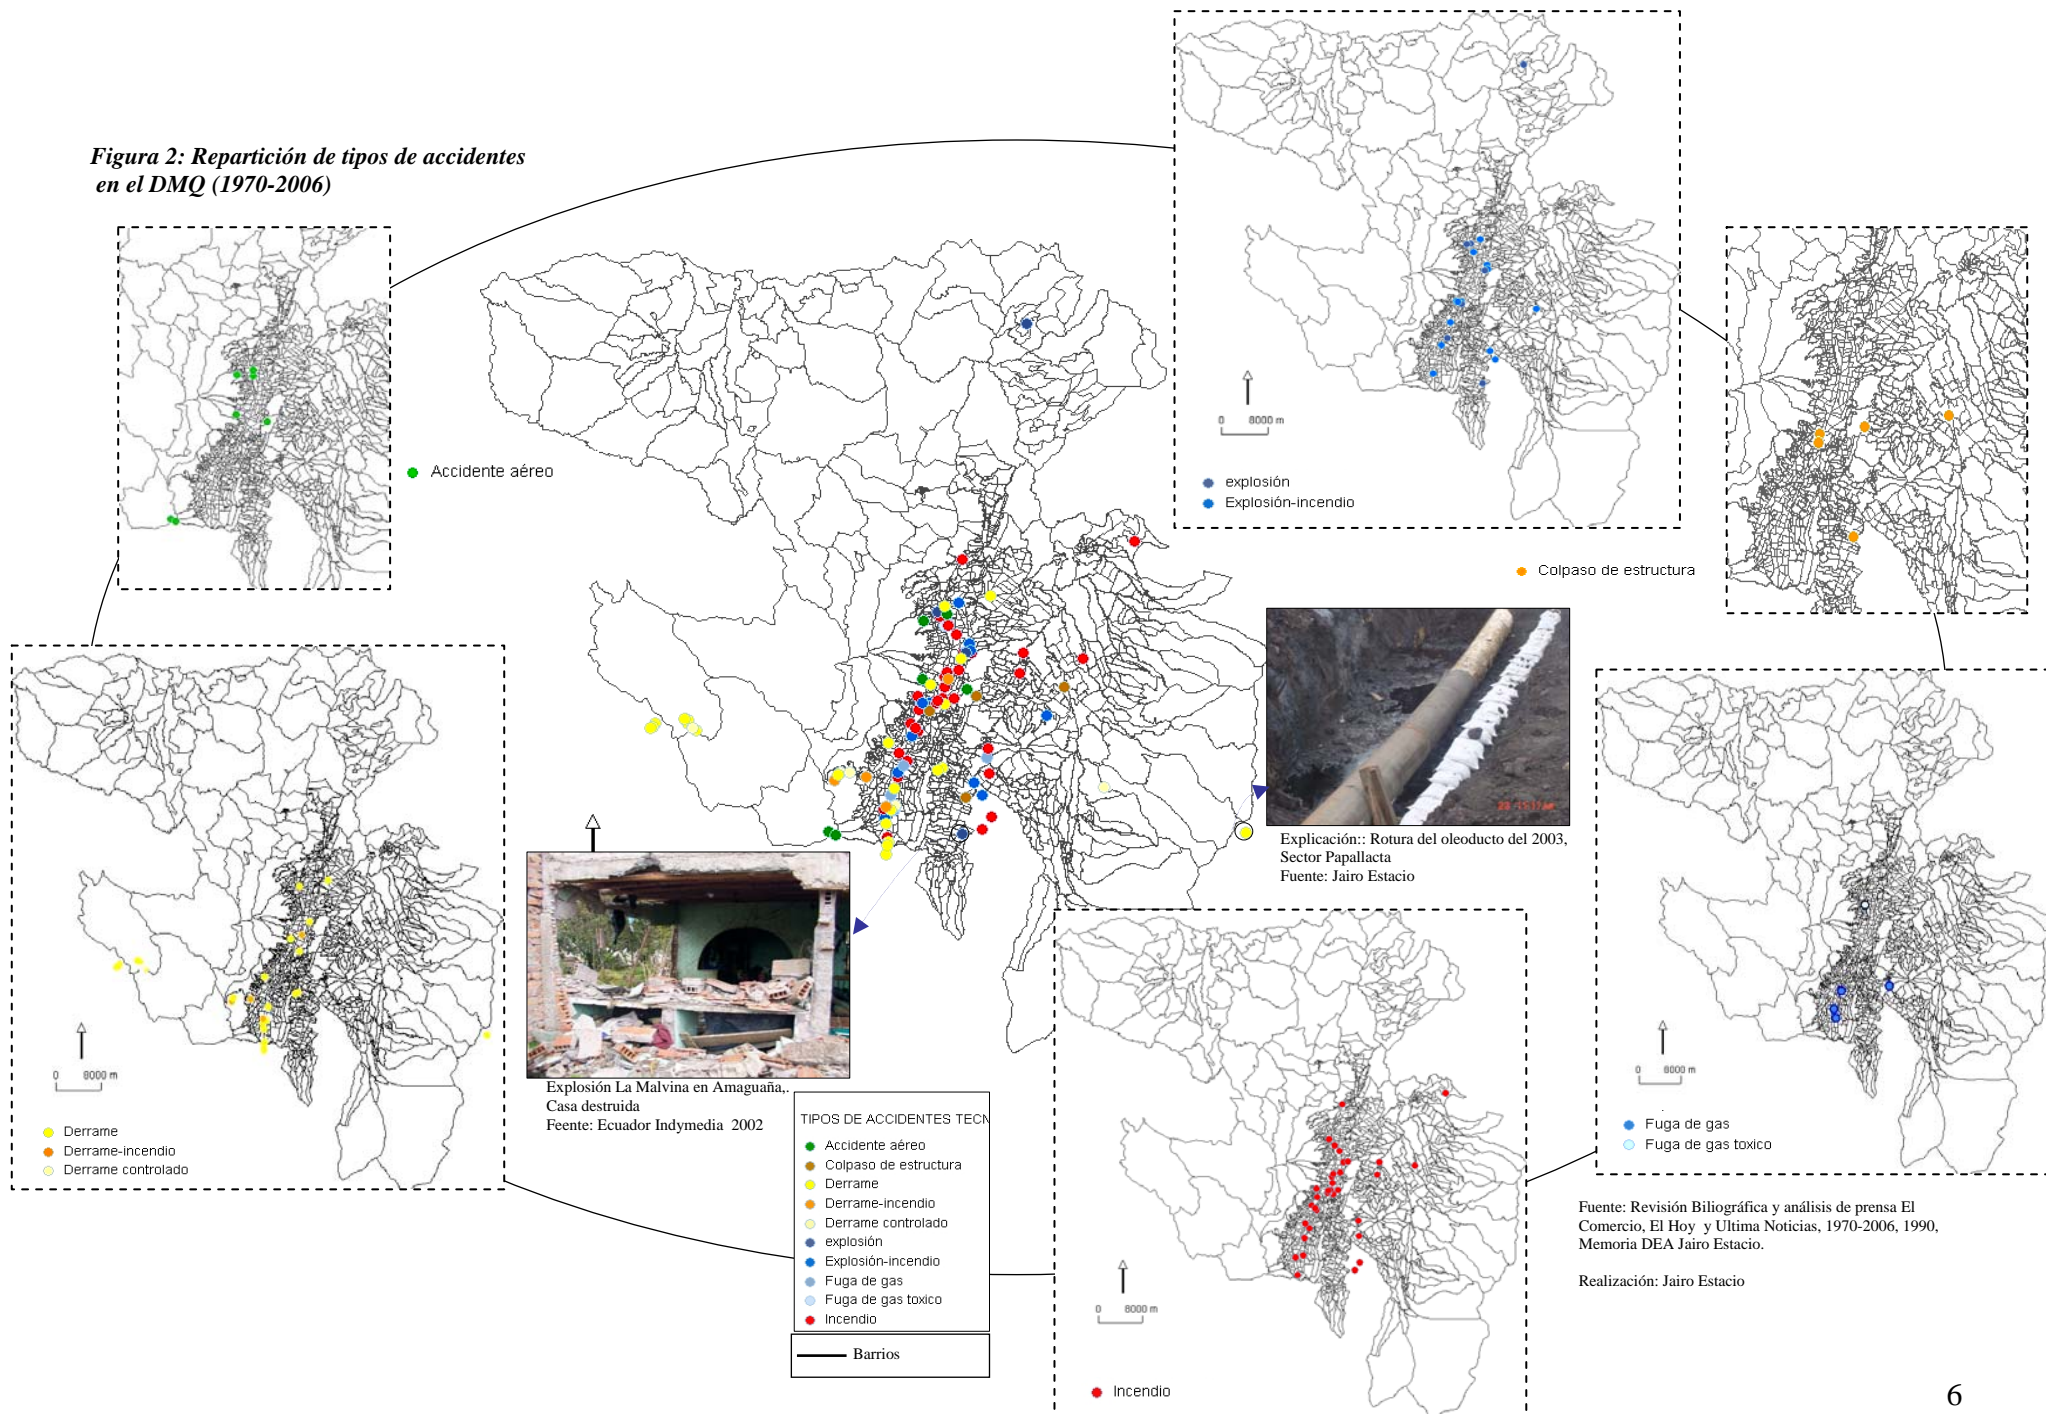 Figura 2: Repartición de tipos de accidentes
en el DMQ (1970-2006)
Accidente aéreo
0 8000 m
explosión
Explosión-incendio
Colpaso de estructura
Explicación:: Rotura del oleoducto del 2003,
Sector Papallacta
Fuente: Jairo Estacio
Explosión La Malvina en Amaguaña,.
Casa destruida
Feente: Ecuador Indymedia 2002
0 8000 m
Derrame
Derrame-incendio
Derrame controlado
TIPOS DE ACCIDENTES TECN
Accidente aéreo
Colpaso de estructura
Derrame
Derrame-incendio
Derrame controlado
explosión
Explosión-incendio
Fuga de gas
Fuga de gas toxico
Incendio
Barrios
0 8000 m
Incendio
0 8000 m
Fuga de gas
Fuga de gas toxico
Fuente: Revisión Biliográfica y análisis de prensa El
Comercio, El Hoy y Ultima Noticias, 1970-2006, 1990,
Memoria DEA Jairo Estacio.
Realización: Jairo Estacio
6